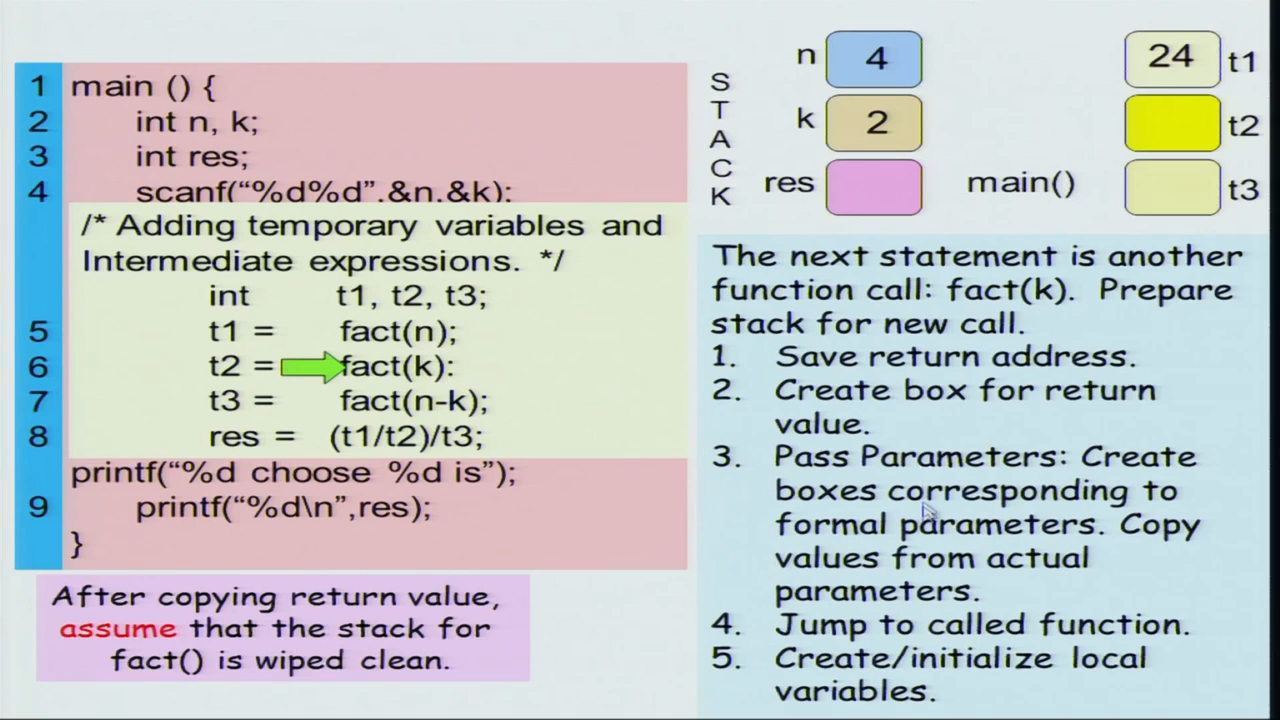 1 main () {
2 int n, k;
3 int res;
4 scanf(“%d%d”,&n,&k);
/* Adding temporary variables and
Intermediate expressions. */
int t1, t2, t3;
5 t1 = fact(n);
6 t2 = fact(k):
7 t3 = fact(n-k);
8 res = (t1/t2)/t3;
printf(“%d choose %d is”);
9 printf(“%d\n”,res);
}
After copying return value,
assume that the stack for
fact() is wiped clean.
STACK
n 4 24 t1
k 2 t2
res main() t3
The next statement is another
function call: fact(k). Prepare
stack for new call.
1. Save return address.
2. Create box for return
value.
3. Pass Parameters: Create
boxes corresponding to
formal parameters. Copy
values from actual
parameters.
4. Jump to called function.
5. Create/initialize local
variables.